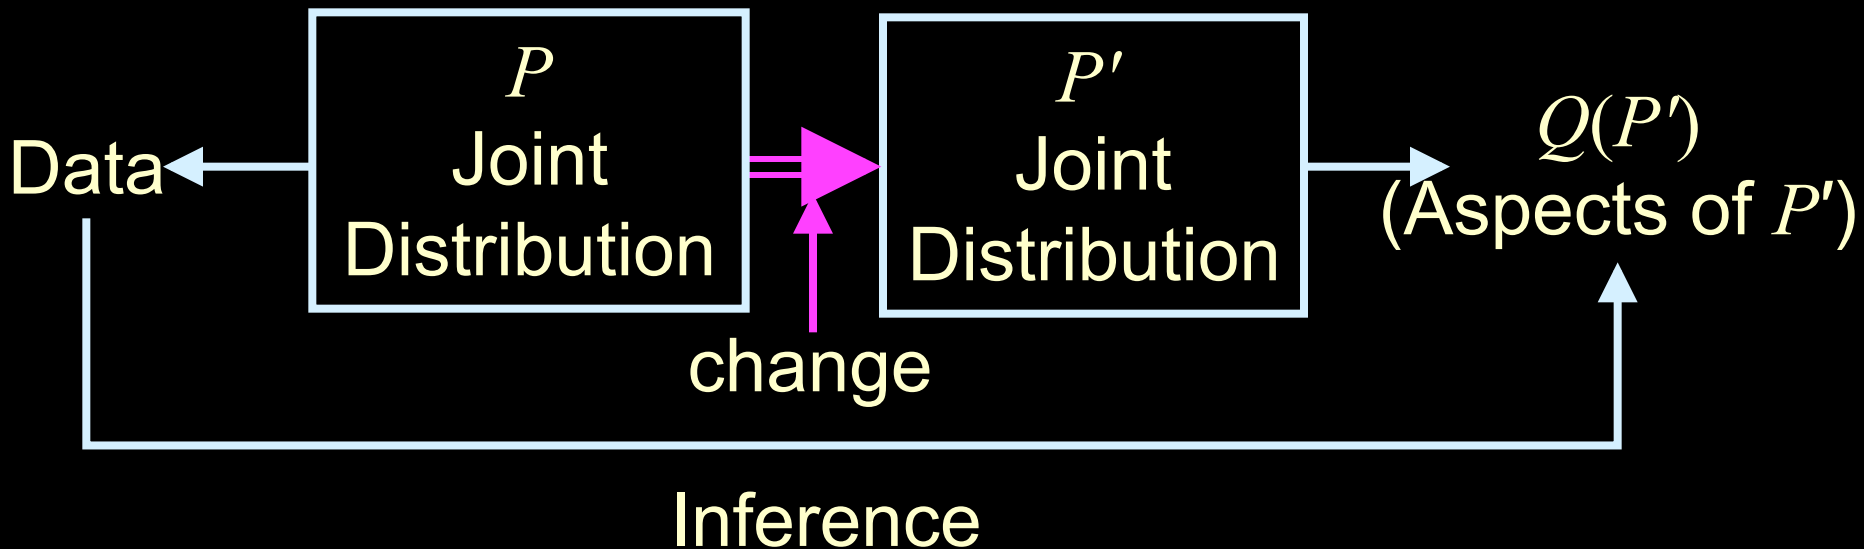 Data
P
Joint
Distribution
change
P'
Joint
Distribution
Q(P')
(Aspects of P')
Inference